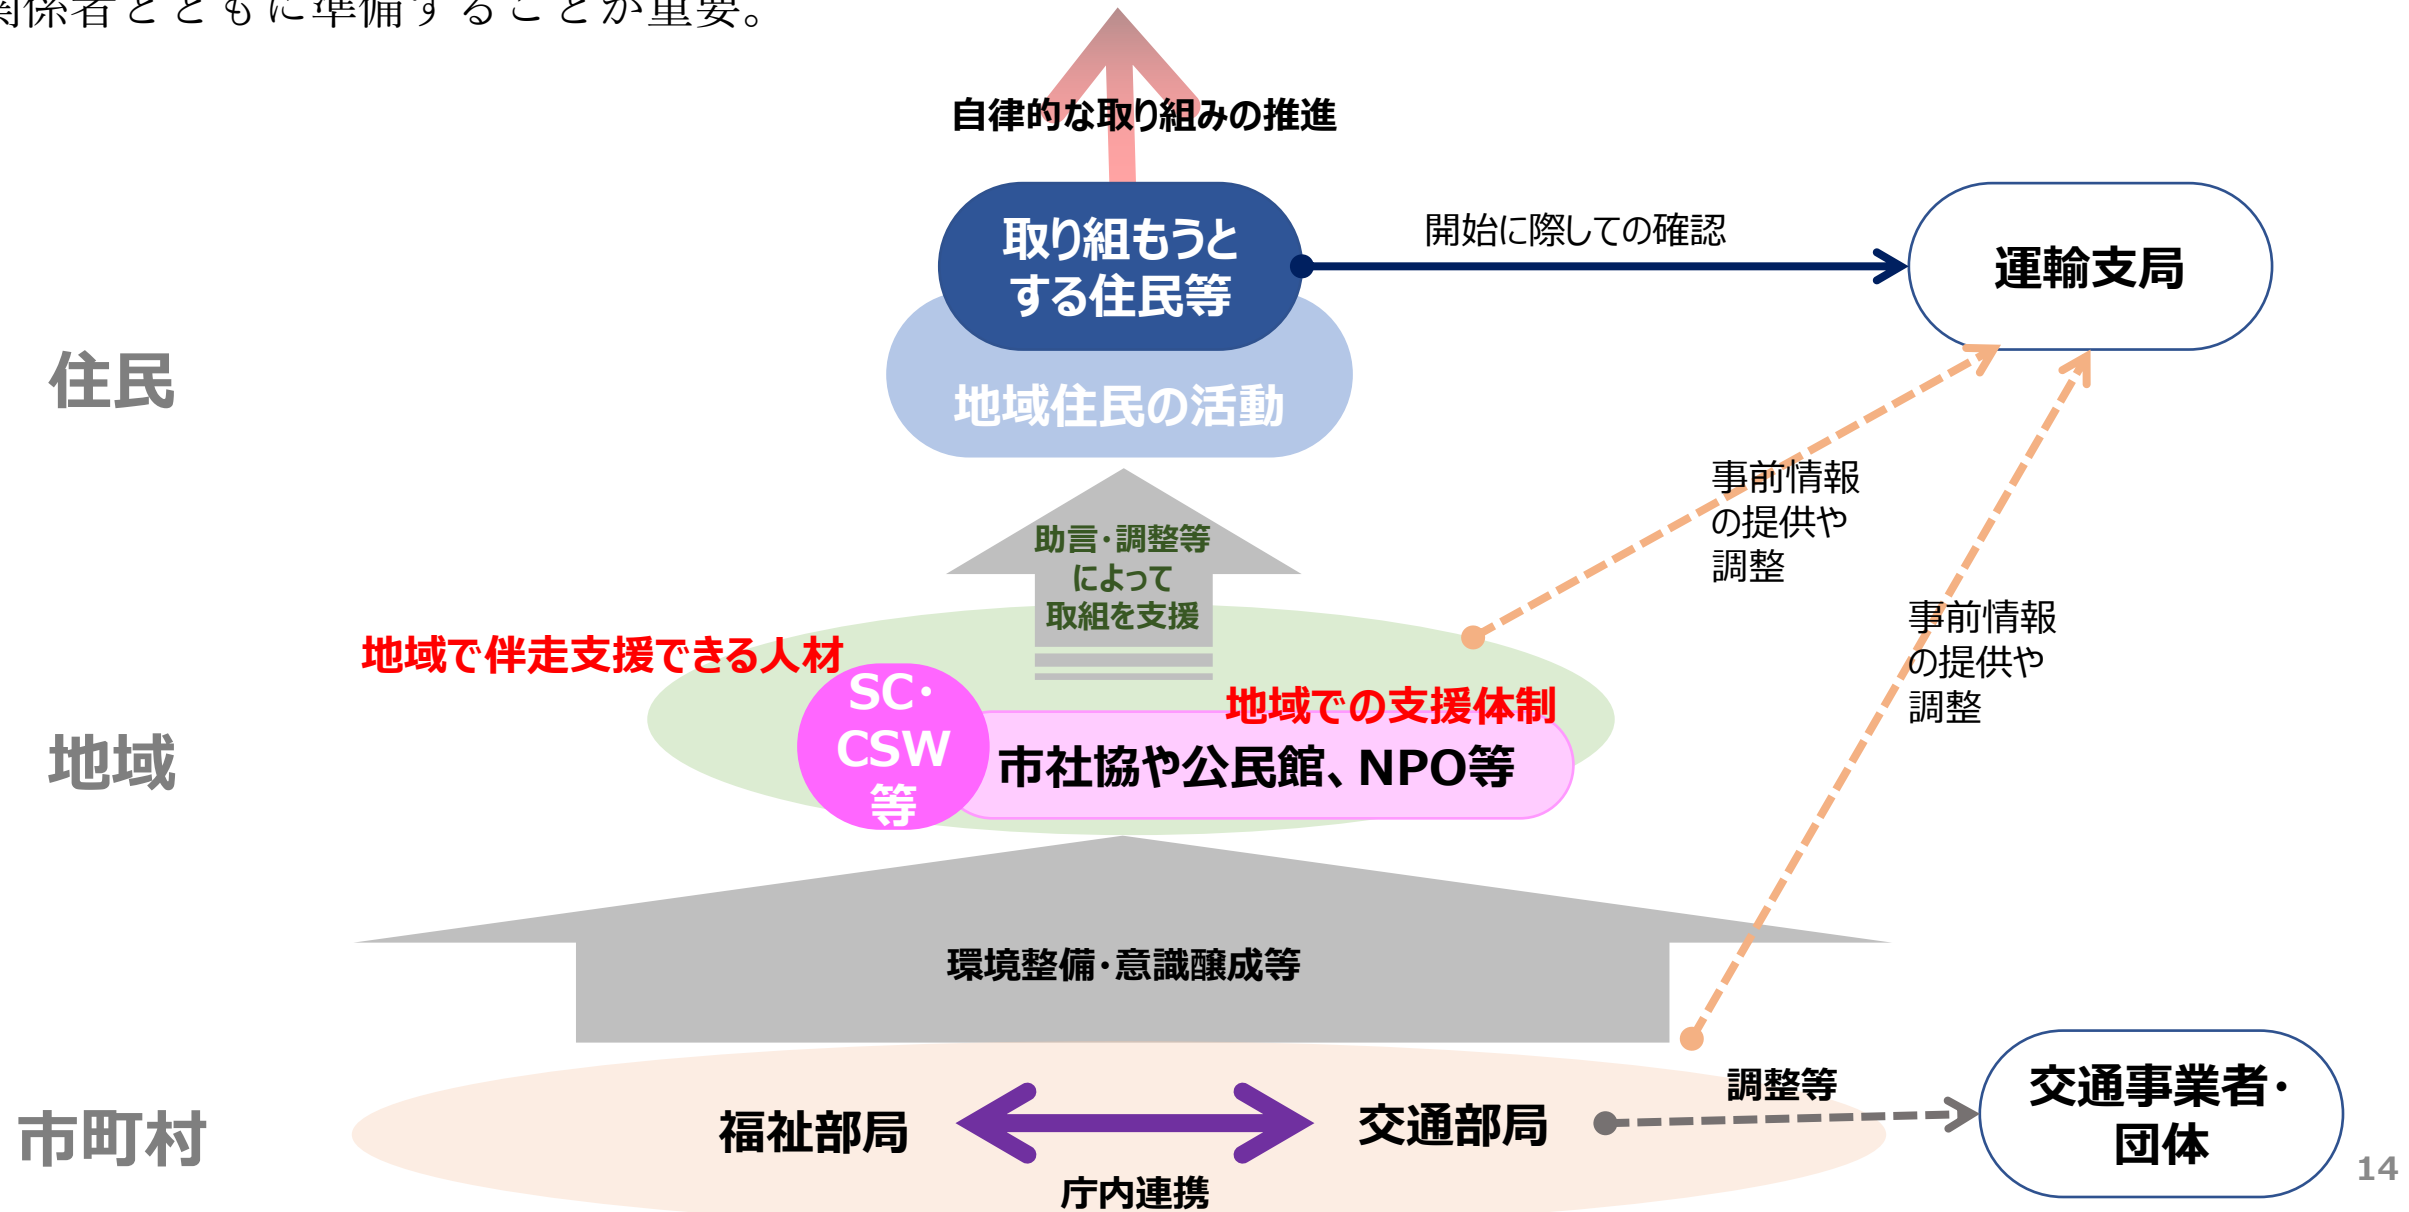 関係者とともに準備することが重要。
自律的な取り組みの推進
取り組もうと
する住民等
開始に際しての確認
運輸支局
住民
地域住民の活動
事前情報
の提供や
調整
助言・調整等
によって
取組を支援
事前情報
の提供や
調整
地域で伴走支援できる人材
SC・
CSW
等
地域での支援体制
市社協や公民館、NPO等
地域
環境整備・意識醸成等
市町村
福祉部局
交通部局
庁内連携
調整等
交通事業者・
団体
14